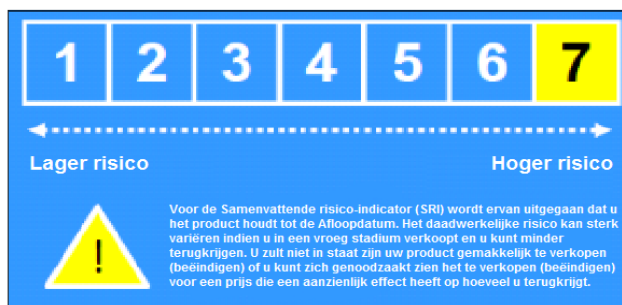 1 2 3 4 5 6 7
Lager risico Hoger risico
Voor de Samenvattende risico-indicator (SRI) wordt ervan uitgegaan dat u
het product houdt tot de Afloopdatum. Het daadwerkelijke risico kan sterk
variëren indien u in een vroeg stadium verkoopt en u kunt minder
terugkrijgen. U zult niet in staat zijn uw product gemakkelijk te verkopen
(beëindigen) of u kunt zich genoodzaakt zien het te verkopen (beëindigen)
voor een prijs die een aanzienlijk effect heeft op hoeveel u terugkrijgt.
!